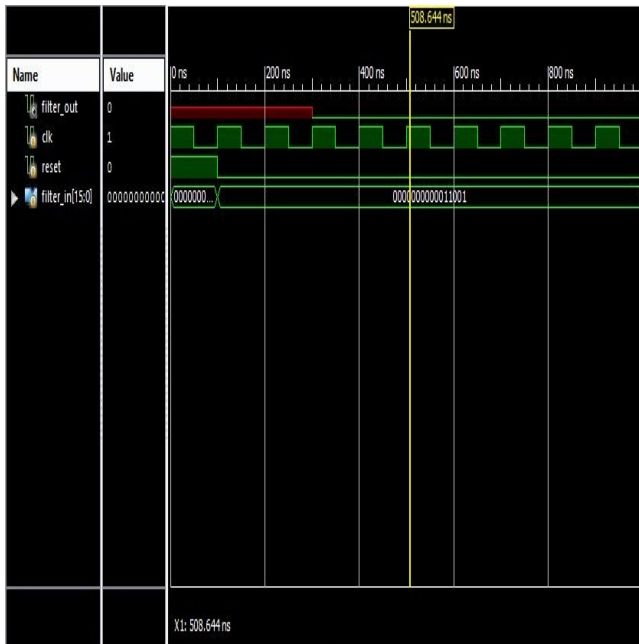 508.644 ns
Name
Value
0 ns
200 ns
400 ns
600 ns
800 ns
filter_out
0
clk
1
reset
0
filter_in[15:0]
00000000000
0000000...
0000000000011001
X1: 508.644 ns